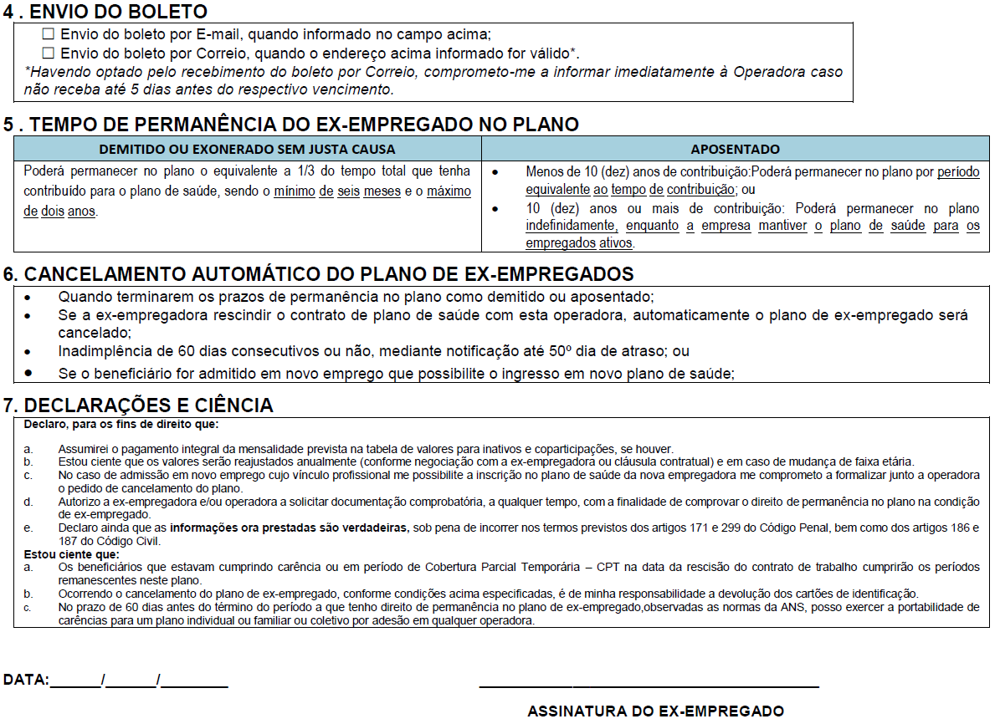 4 . ENVIO DO BOLETO
☐ Envio do boleto por E-mail, quando informado no campo acima;
☐ Envio do boleto por Correio, quando o endereço acima informado for válido*.
*Havendo optado pelo recebimento do boleto por Correio, comprometo-me a informar imediatamente à Operadora caso
não receba até 5 dias antes do respectivo vencimento.
5 . TEMPO DE PERMANÊNCIA DO EX-EMPREGADO NO PLANO
DEMITIDO OU EXONERADO SEM JUSTA CAUSA
Poderá permanecer no plano o equivalente a 1/3 do tempo total que tenha
contribuído para o plano de saúde, sendo o mínimo de seis meses e o máximo
de dois anos.
APOSENTADO
• Menos de 10 (dez) anos de contribuição:Poderá permanecer no plano por período
equivalente ao tempo de contribuição; ou
• 10 (dez) anos ou mais de contribuição: Poderá permanecer no plano
indefinidamente, enquanto a empresa mantiver o plano de saúde para os
empregados ativos.
6. CANCELAMENTO AUTOMÁTICO DO PLANO DE EX-EMPREGADOS
• Quando terminarem os prazos de permanência no plano como demitido ou aposentado;
• Se a ex-empregadora rescindir o contrato de plano de saúde com esta operadora, automaticamente o plano de ex-empregado será
cancelado;
• Inadimplência de 60 dias consecutivos ou não, mediante notificação até 50º dia de atraso; ou
• Se o beneficiário for admitido em novo emprego que possibilite o ingresso em novo plano de saúde;
7. DECLARAÇÕES E CIÊNCIA
Declaro, para os fins de direito que:
a. Assumirei o pagamento integral da mensalidade prevista na tabela de valores para inativos e coparticipações, se houver.
b. Estou ciente que os valores serão reajustados anualmente (conforme negociação com a ex-empregadora ou cláusula contratual) e em caso de mudança de faixa etária.
c. No caso de admissão em novo emprego cujo vínculo profissional me possibilite a inscrição no plano de saúde da nova empregadora me comprometo a formalizar junto a operadora
o pedido de cancelamento do plano.
d. Autorizo a ex-empregadora e/ou operadora a solicitar documentação comprobatória, a qualquer tempo, com a finalidade de comprovar o direito de permanência no plano na condição
de ex-empregado.
e. Declaro ainda que as informações ora prestadas são verdadeiras, sob pena de incorrer nos termos previstos dos artigos 171 e 299 do Código Penal, bem como dos artigos 186 e
187 do Código Civil.
Estou ciente que:
a. Os beneficiários que estavam cumprindo carência ou em período de Cobertura Parcial Temporária – CPT na data da rescisão do contrato de trabalho cumprirão os períodos
remanescentes neste plano.
b. Ocorrendo o cancelamento do plano de ex-empregado, conforme condições acima especificadas, é de minha responsabilidade a devolução dos cartões de identificação.
c. No prazo de 60 dias antes do término do período a que tenho direito de permanência no plano de ex-empregado,observadas as normas da ANS, posso exercer a portabilidade de
carências para um plano individual ou familiar ou coletivo por adesão em qualquer operadora.
DATA:______/______/________ ________________________________________
ASSINATURA DO EX-EMPREGADO